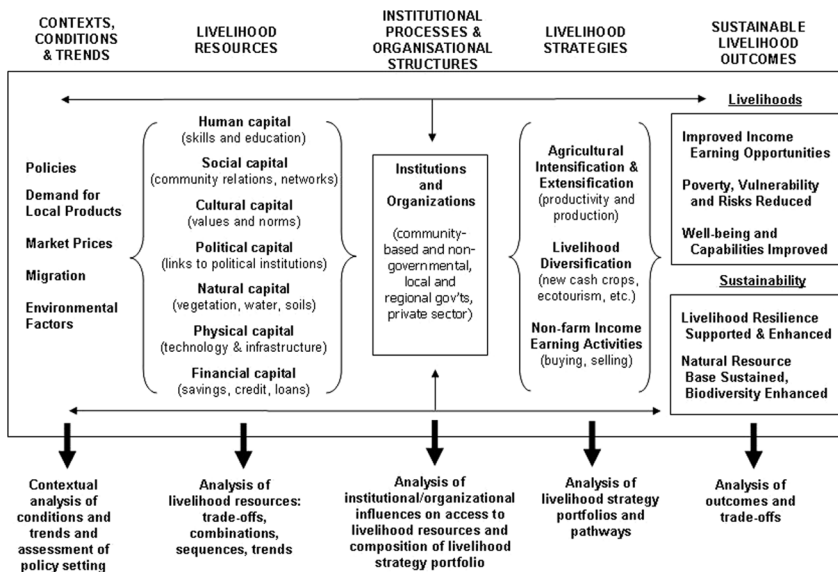 CONTEXTS,
CONDITIONS
& TRENDS
LIVELIHOOD
RESOURCES
INSTITUTIONAL
PROCESSES &
ORGANISATIONAL
STRUCTURES
LIVELIHOOD
STRATEGIES
SUSTAINABLE
LIVELIHOOD
OUTCOMES
Policies
Demand for
Local Products
Market Prices
Migration
Environmental
Factors
Human capital
(skills and education)
Social capital
(community relations, networks)
Cultural capital
(values and norms)
Political capital
(links to political institutions)
Natural capital
(vegetation, water, soils)
Physical capital
(technology & infrastructure)
Financial capital
(savings, credit, loans)
Institutions
and
Organizations
(community-
based and non-
governmental,
local and
regional gov'ts,
private sector)
Agricultural
Intensification &
Extensification
(productivity and
production)
Livelihood
Diversification
(new cash crops,
ecotourism, etc.)
Non-farm Income
Earning Activities
(buying, selling)
Livelihoods
Improved Income
Earning Opportunities
Poverty, Vulnerability
and Risks Reduced
Well-being and
Capabilities Improved
Sustainability
Livelihood Resilience
Supported & Enhanced
Natural Resource
Base Sustained,
Biodiversity Enhanced
Contextual
analysis of
conditions and
trends and
assessment of
policy setting
Analysis of
livelihood resources:
trade-offs,
combinations,
sequences, trends
Analysis of
institutional/organizational
influences on access to
livelihood resources and
composition of livelihood
strategy portfolio
Analysis of
livelihood strategy
portfolios and
pathways
Analysis of
outcomes and
trade-offs